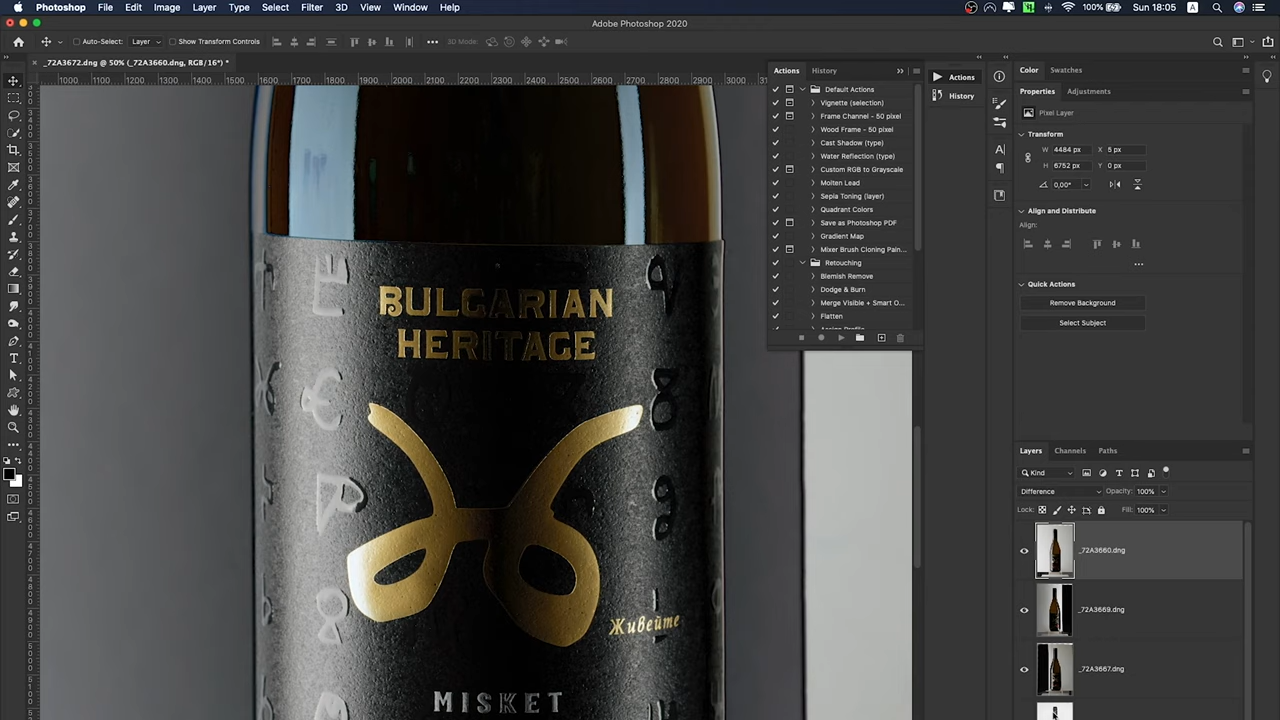 Photoshop File Edit Image Layer Type Select Filter 3D View Window Help 100% Sun 18:05
Adobe Photoshop 2020
Auto-Select: Layer Show Transform Controls 3D Mode:
_72A3672.dng @ 50% (_72A3660.dng, RGB/16*) *
1000 1100 1200 1300 1400 1500 1600 1700 1800 1900 2000 2100 2200 2300 2400 2500 2600 2700 2800 2900 3000
Actions History
Default Actions
Vignette (selection)
Frame Channel - 50 pixel
Wood Frame - 50 pixel
Cast Shadow (type)
Water Reflection (type)
Custom RGB to Grayscale
Molten Lead
Sepia Toning (layer)
Quadrant Colors
Save as Photoshop PDF
Gradient Map
Mixer Brush Cloning Pain...
Retouching
Blemish Remove
Dodge & Burn
Merge Visible + Smart O...
Flatten
Actions
History
Color Swatches
Properties Adjustments
Pixel Layer
Transform
W 4484 px X 5 px
H 6752 px Y 0 px
0,00°
Align and Distribute
Align:
Quick Actions
Remove Background
Select Subject
Layers Channels Paths
Kind
Difference Opacity: 100%
Lock: Fill: 100%
_72A3660.dng
_72A3669.dng
_72A3667.dng
BULGARIAN
HERITAGE
Живейте
MISKET